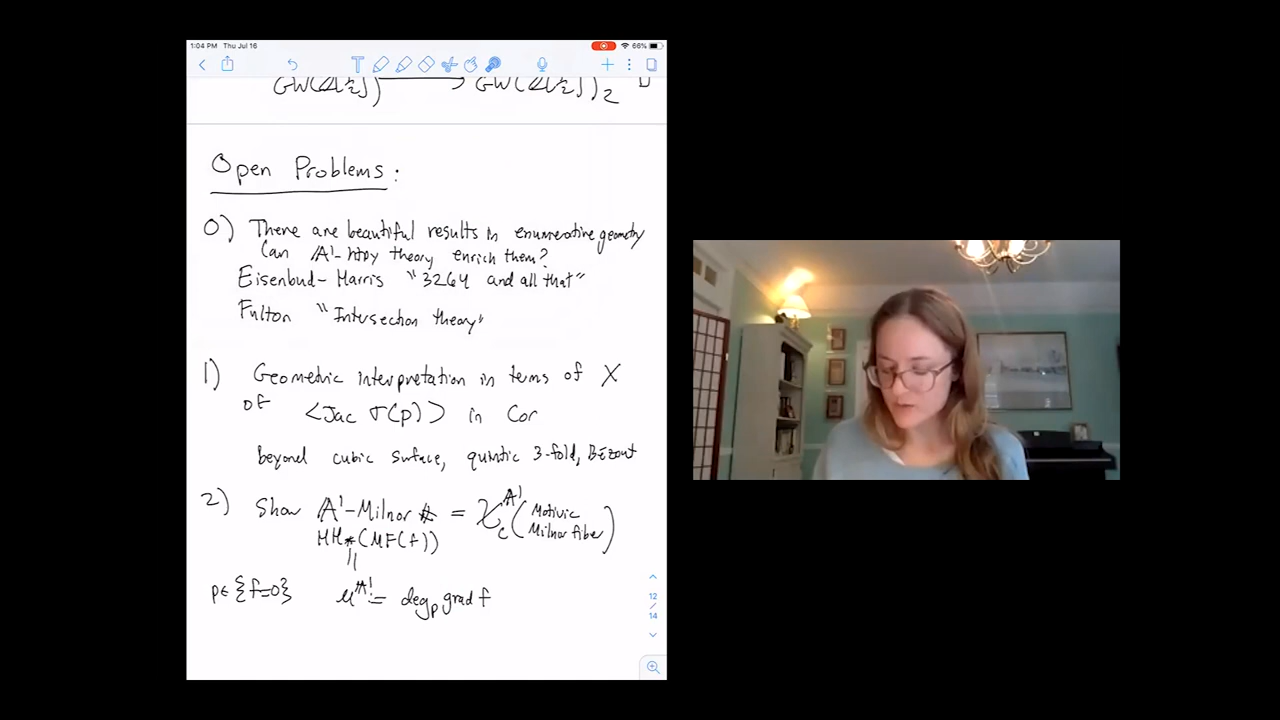 1:04 PM Thu Jul 16
66%
T
GW(ℤ[½]) → GW(ℤ[½])₂
Open Problems:
0) There are beautiful results in enumerative geometry
Can A¹-htpy theory enrich them?
Eisenbud-Harris "3264 and all that"
Fulton "Intersection theory"
1) Geometric interpretation in terms of X
of <Jac σ(p)> in Cor
beyond cubic surface, quintic 3-fold, Bézout
2) Show A¹-Milnor # = χ_c^A¹ (Motivic Milnor fiber)
HH_*(MF(f))
||
p∈{f=0} μ^A¹ := deg_p grad f
12
/
14